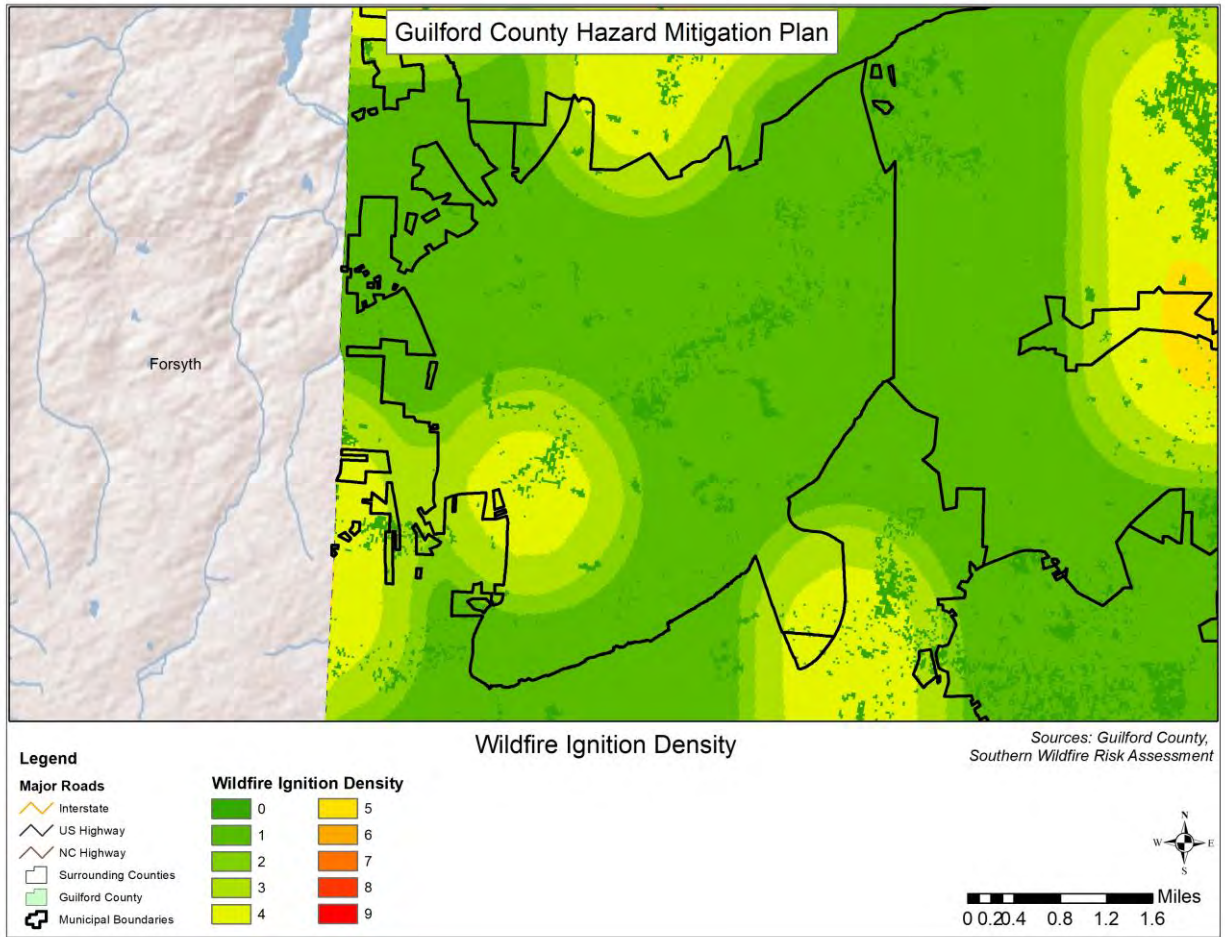 Guilford County Hazard Mitigation Plan
Forsyth
Wildfire Ignition Density
Sources: Guilford County,
Southern Wildfire Risk Assessment
Legend
Major Roads
Interstate
US Highway
NC Highway
Surrounding Counties
Guilford County
Municipal Boundaries
Wildfire Ignition Density
0
1
2
3
4
5
6
7
8
9
N
W E
S
Miles
0 0.20.4 0.8 1.2 1.6